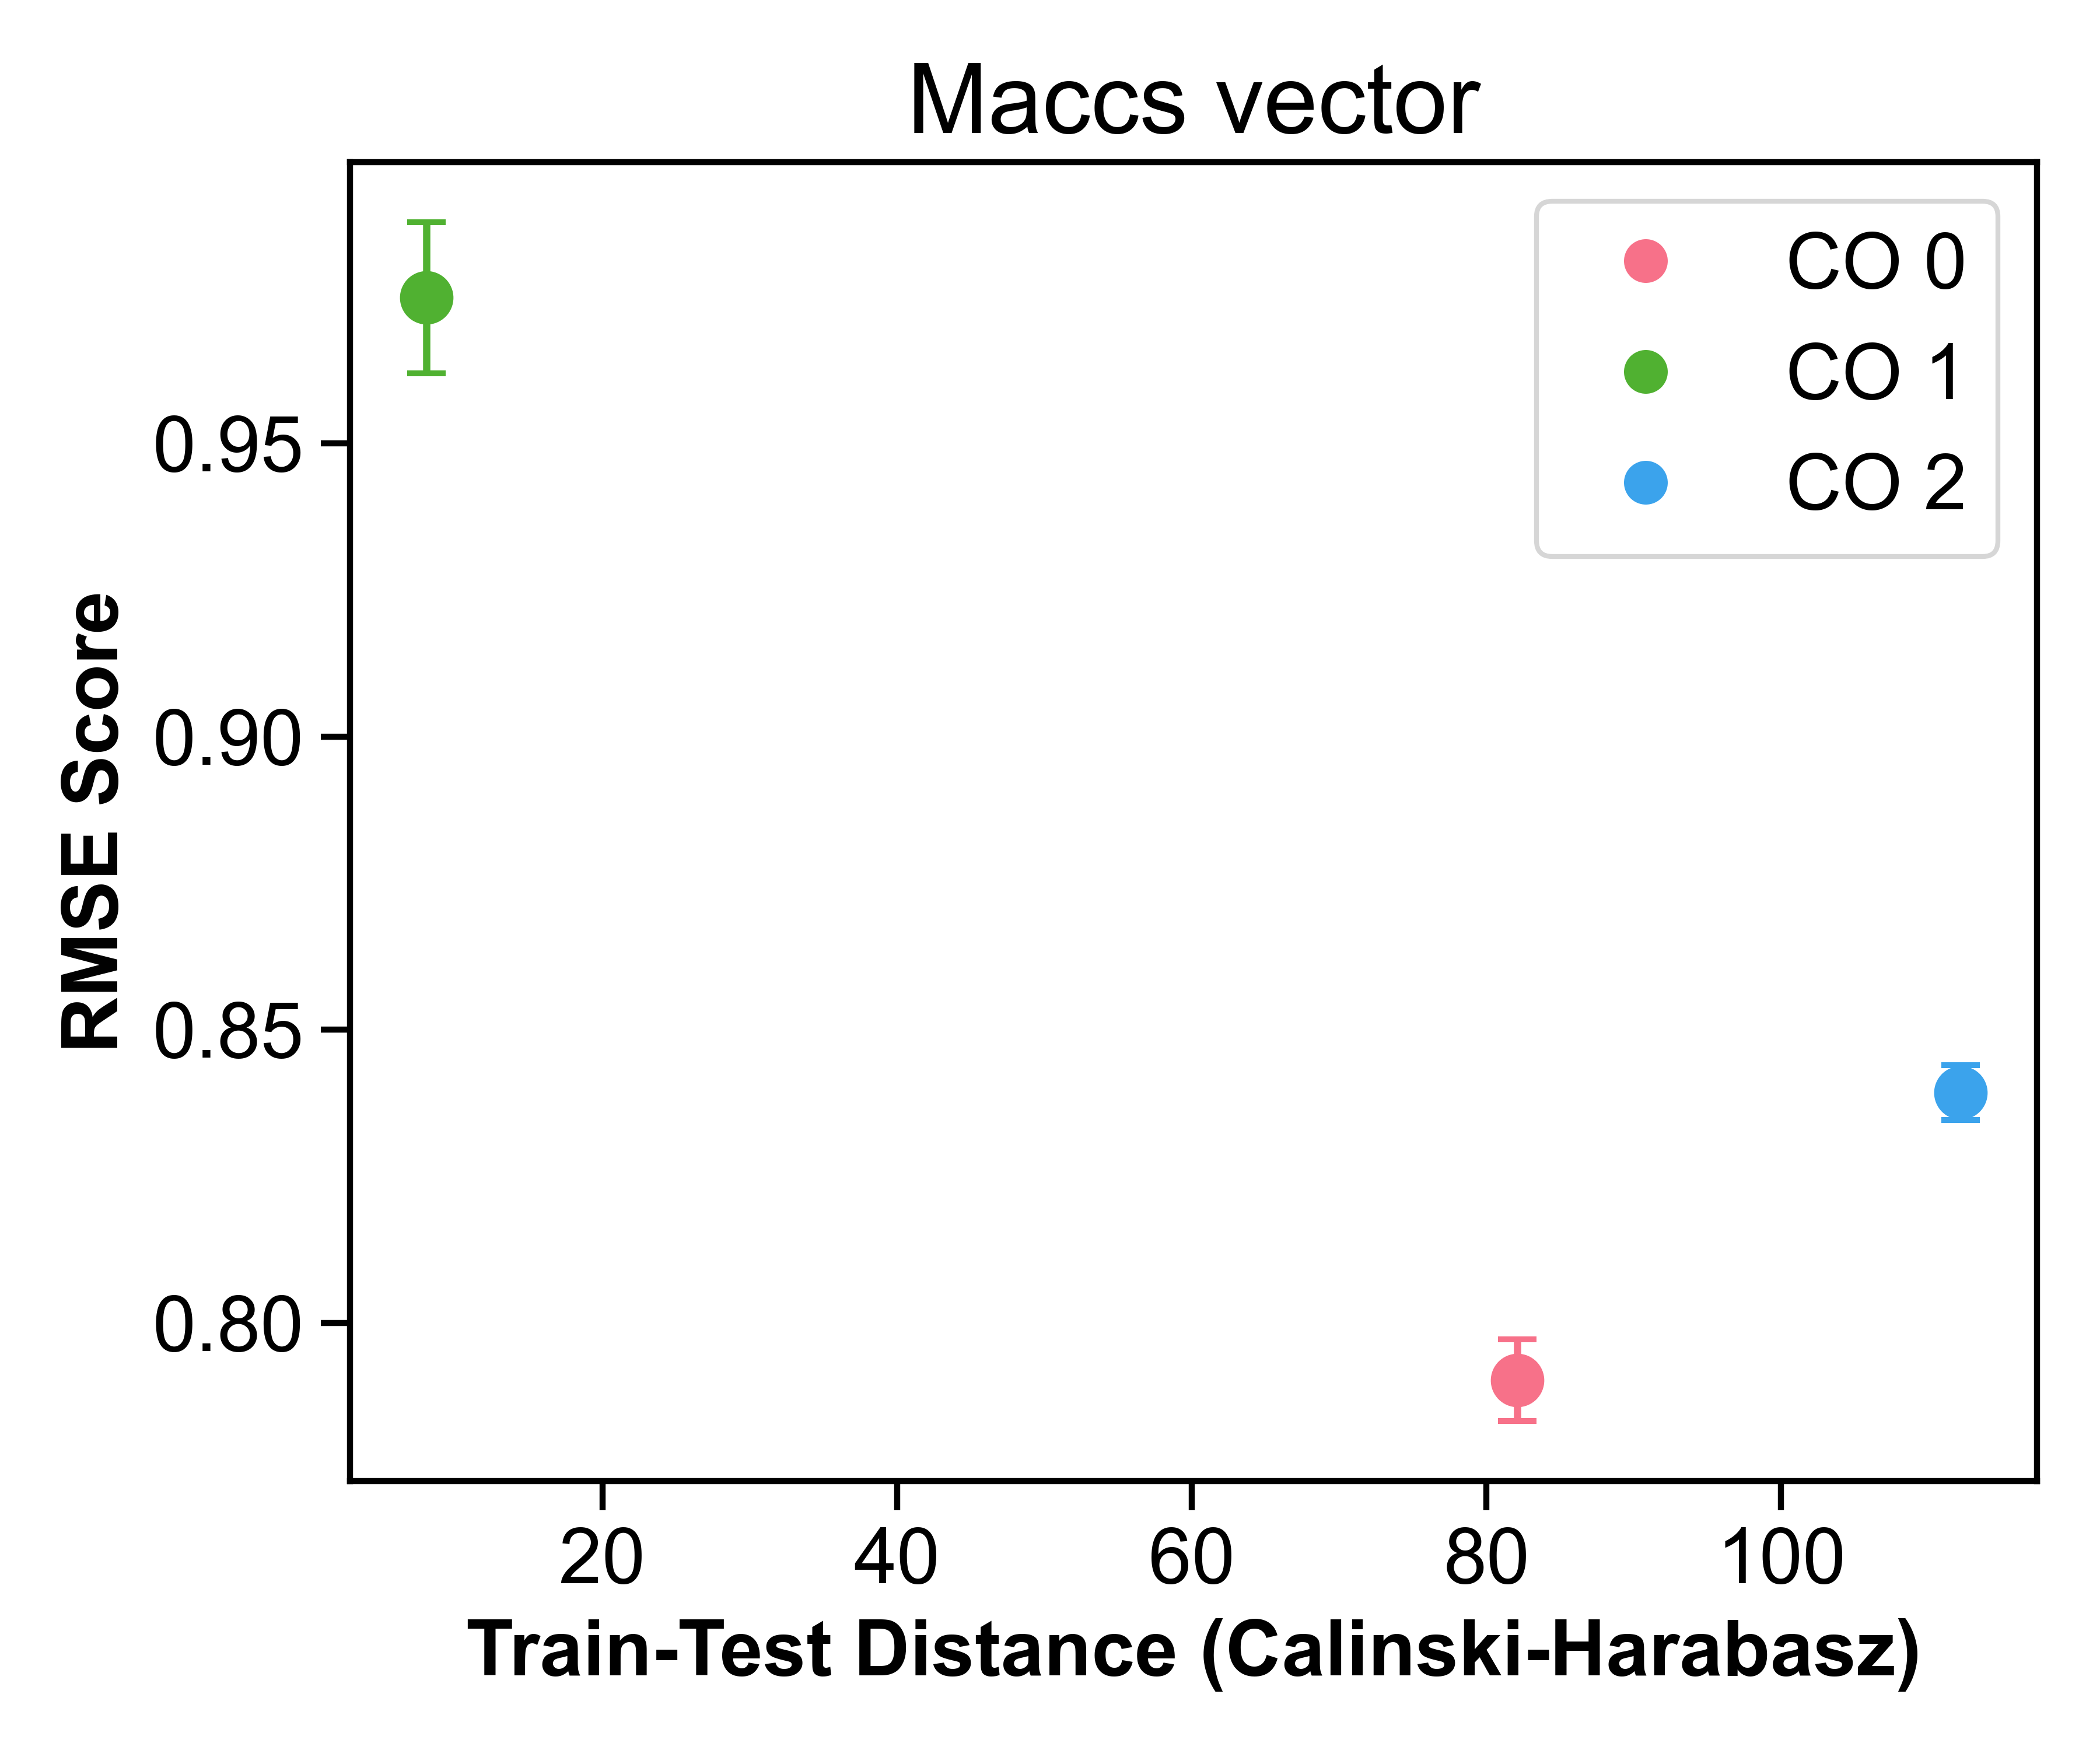 Maccs vector
CO 0
CO 1
CO 2
RMSE Score
0.95
0.90
0.85
0.80
20 40 60 80 100
Train-Test Distance (Calinski-Harabasz)